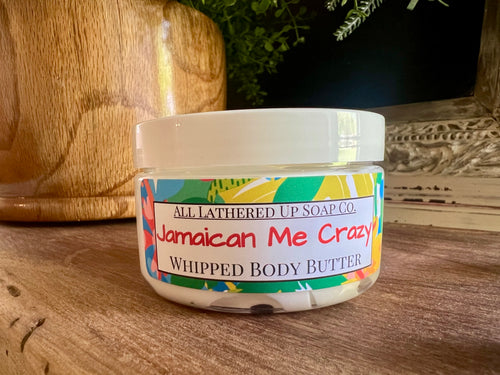 All Lathered Up Soap Co.
Jamaican Me Crazy
Whipped Body Butter